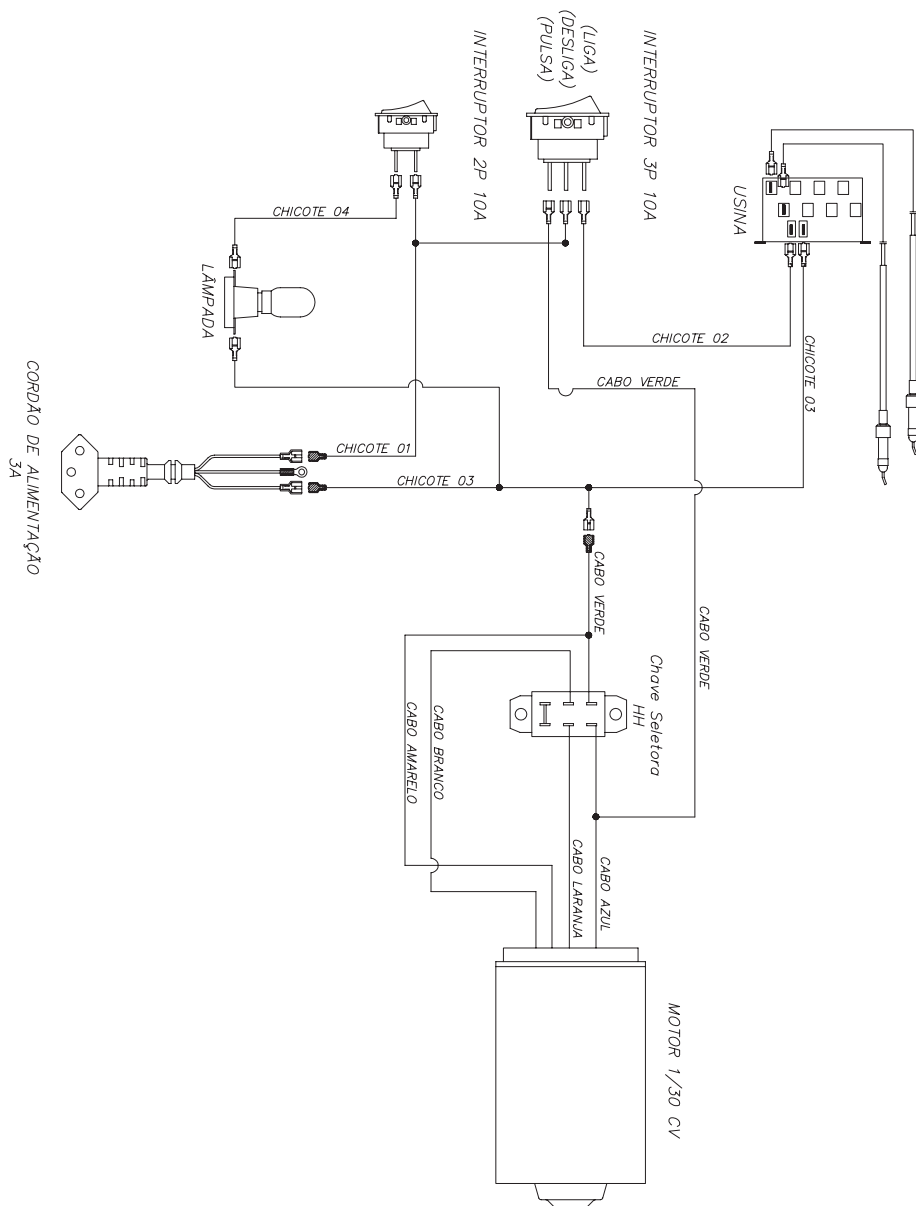 INTERRUPTOR 2P 10A
(LIGA)
(DESLIGA)
(PULSA)
INTERRUPTOR 3P 10A
USINA
CHICOTE 04
LÂMPADA
CHICOTE 02
CHICOTE 03
CABO VERDE
CHICOTE 01
CHICOTE 03
CORDÃO DE ALIMENTAÇÃO
3A
CABO VERDE
CABO VERDE
Chave Seletora
HH
CABO AMARELO
CABO BRANCO
CABO LARANJA
CABO AZUL
MOTOR 1/30 CV